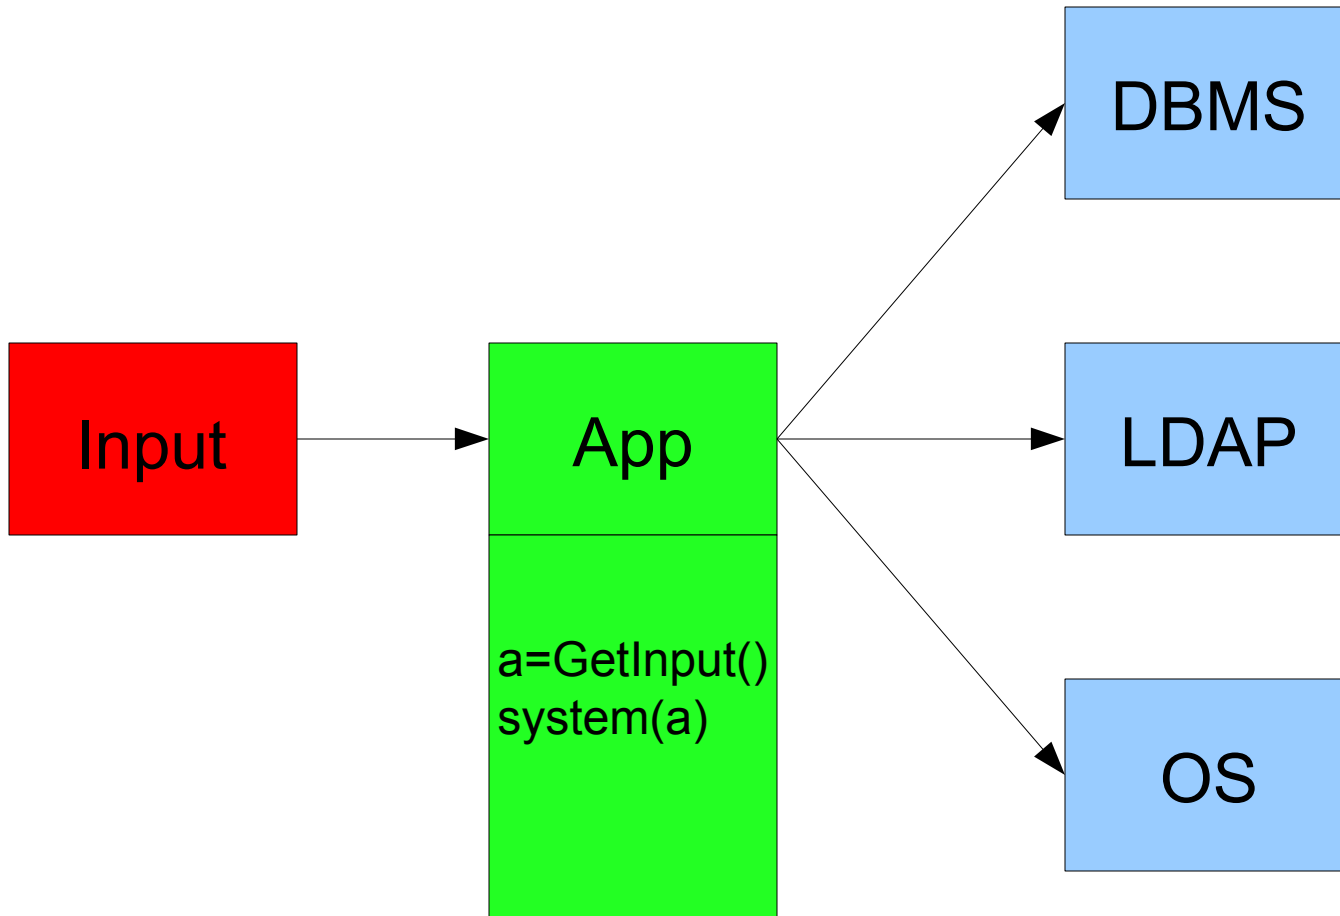 DBMS
Input
App
LDAP
a=GetInput()
system(a)
OS